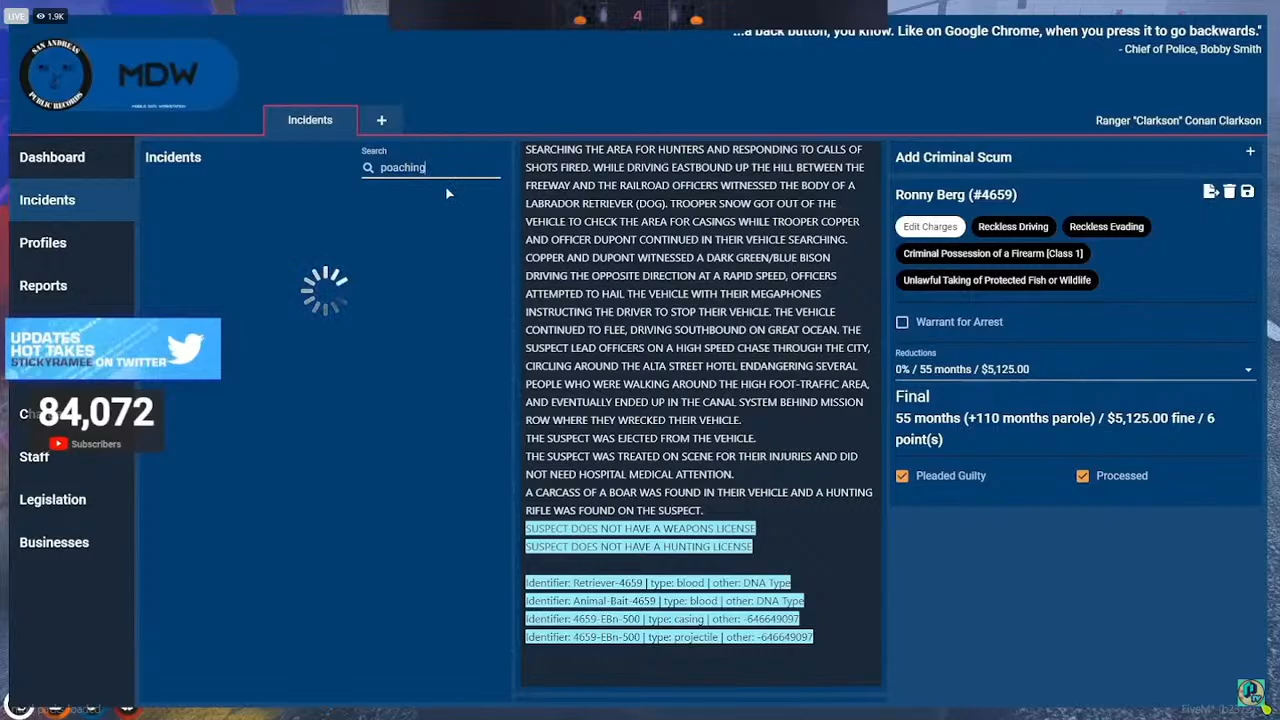 LIVE
1.9K
4
...a back button, you know. Like on Google Chrome, when you press it to go backwards."
- Chief of Police, Bobby Smith
SAN ANDREAS
PUBLIC RECORDS
MDW
MOBILE DATA WORKSTATION
Incidents
+
Ranger "Clarkson" Conan Clarkson
Dashboard
Incidents
Profiles
Reports
UPDATES
HOT TAKES
STICKYRAMEE ON TWITTER
84,072
Subscribers
Staff
Legislation
Businesses
Incidents
Search
poaching
SEARCHING THE AREA FOR HUNTERS AND RESPONDING TO CALLS OF
SHOTS FIRED. WHILE DRIVING EASTBOUND UP THE HILL BETWEEN THE
FREEWAY AND THE RAILROAD OFFICERS WITNESSED THE BODY OF A
LABRADOR RETRIEVER (DOG). TROOPER SNOW GOT OUT OF THE
VEHICLE TO CHECK THE AREA FOR CASINGS WHILE TROOPER COPPER
AND OFFICER DUPONT CONTINUED IN THEIR VEHICLE SEARCHING.
COPPER AND DUPONT WITNESSED A DARK GREEN/BLUE BISON
DRIVING THE OPPOSITE DIRECTION AT A RAPID SPEED, OFFICERS
ATTEMPTED TO HAIL THE VEHICLE WITH THEIR MEGAPHONES
INSTRUCTING THE DRIVER TO STOP THEIR VEHICLE. THE VEHICLE
CONTINUED TO FLEE, DRIVING SOUTHBOUND ON GREAT OCEAN. THE
SUSPECT LEAD OFFICERS ON A HIGH SPEED CHASE THROUGH THE CITY,
CIRCLING AROUND THE ALTA STREET HOTEL ENDANGERING SEVERAL
PEOPLE WHO WERE WALKING AROUND THE HIGH FOOT-TRAFFIC AREA,
AND EVENTUALLY ENDED UP IN THE CANAL SYSTEM BEHIND MISSION
ROW WHERE THEY WRECKED THEIR VEHICLE.
THE SUSPECT WAS EJECTED FROM THE VEHICLE.
THE SUSPECT WAS TREATED ON SCENE FOR THEIR INJURIES AND DID
NOT NEED HOSPITAL MEDICAL ATTENTION.
A CARCASS OF A BOAR WAS FOUND IN THEIR VEHICLE AND A HUNTING
RIFLE WAS FOUND ON THE SUSPECT.
SUSPECT DOES NOT HAVE A WEAPONS LICENSE
SUSPECT DOES NOT HAVE A HUNTING LICENSE
Identifier: Retriever-4659 | type: blood | other: DNA Type
Identifier: Animal-Bait-4659 | type: blood | other: DNA Type
Identifier: 4659-EBn-500 | type: casing | other: -646649097
Identifier: 4659-EBn-500 | type: projectile | other: -646649097
Add Criminal Scum
+
Ronny Berg (#4659)
Edit Charges
Reckless Driving
Reckless Evading
Criminal Possession of a Firearm [Class 1]
Unlawful Taking of Protected Fish or Wildlife
Warrant for Arrest
Reductions
0% / 55 months / $5,125.00
Final
55 months (+110 months parole) / $5,125.00 fine / 6
point(s)
Pleaded Guilty
Processed